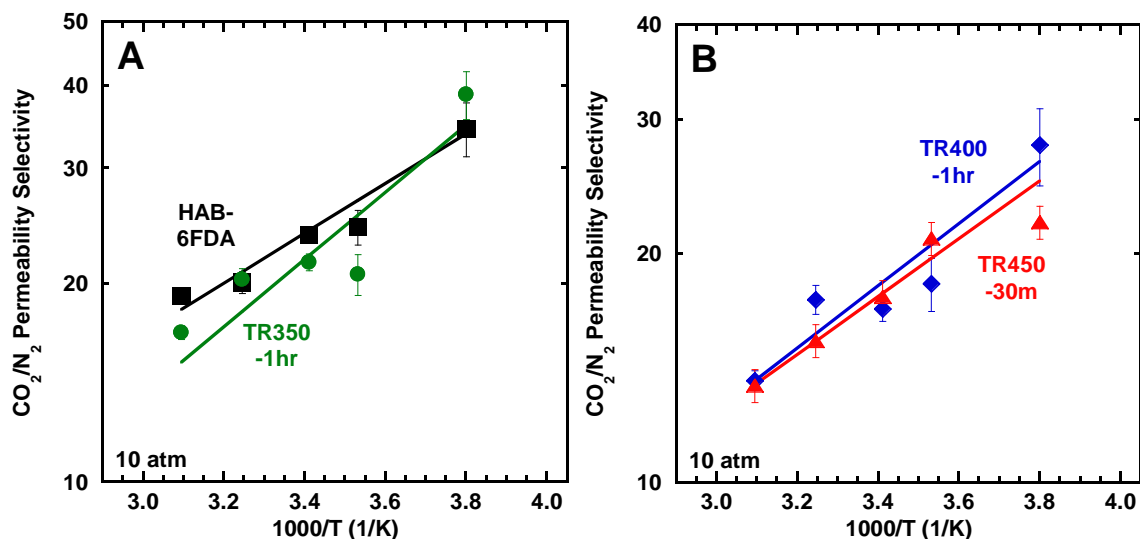 A
50
40
30
20
10
CO2/N2 Permeability Selectivity
HAB-
6FDA
TR350
-1hr
10 atm
3.0 3.2 3.4 3.6 3.8 4.0
1000/T (1/K)
B
40
30
20
10
CO2/N2 Permeability Selectivity
TR400
-1hr
TR450
-30m
10 atm
3.0 3.2 3.4 3.6 3.8 4.0
1000/T (1/K)